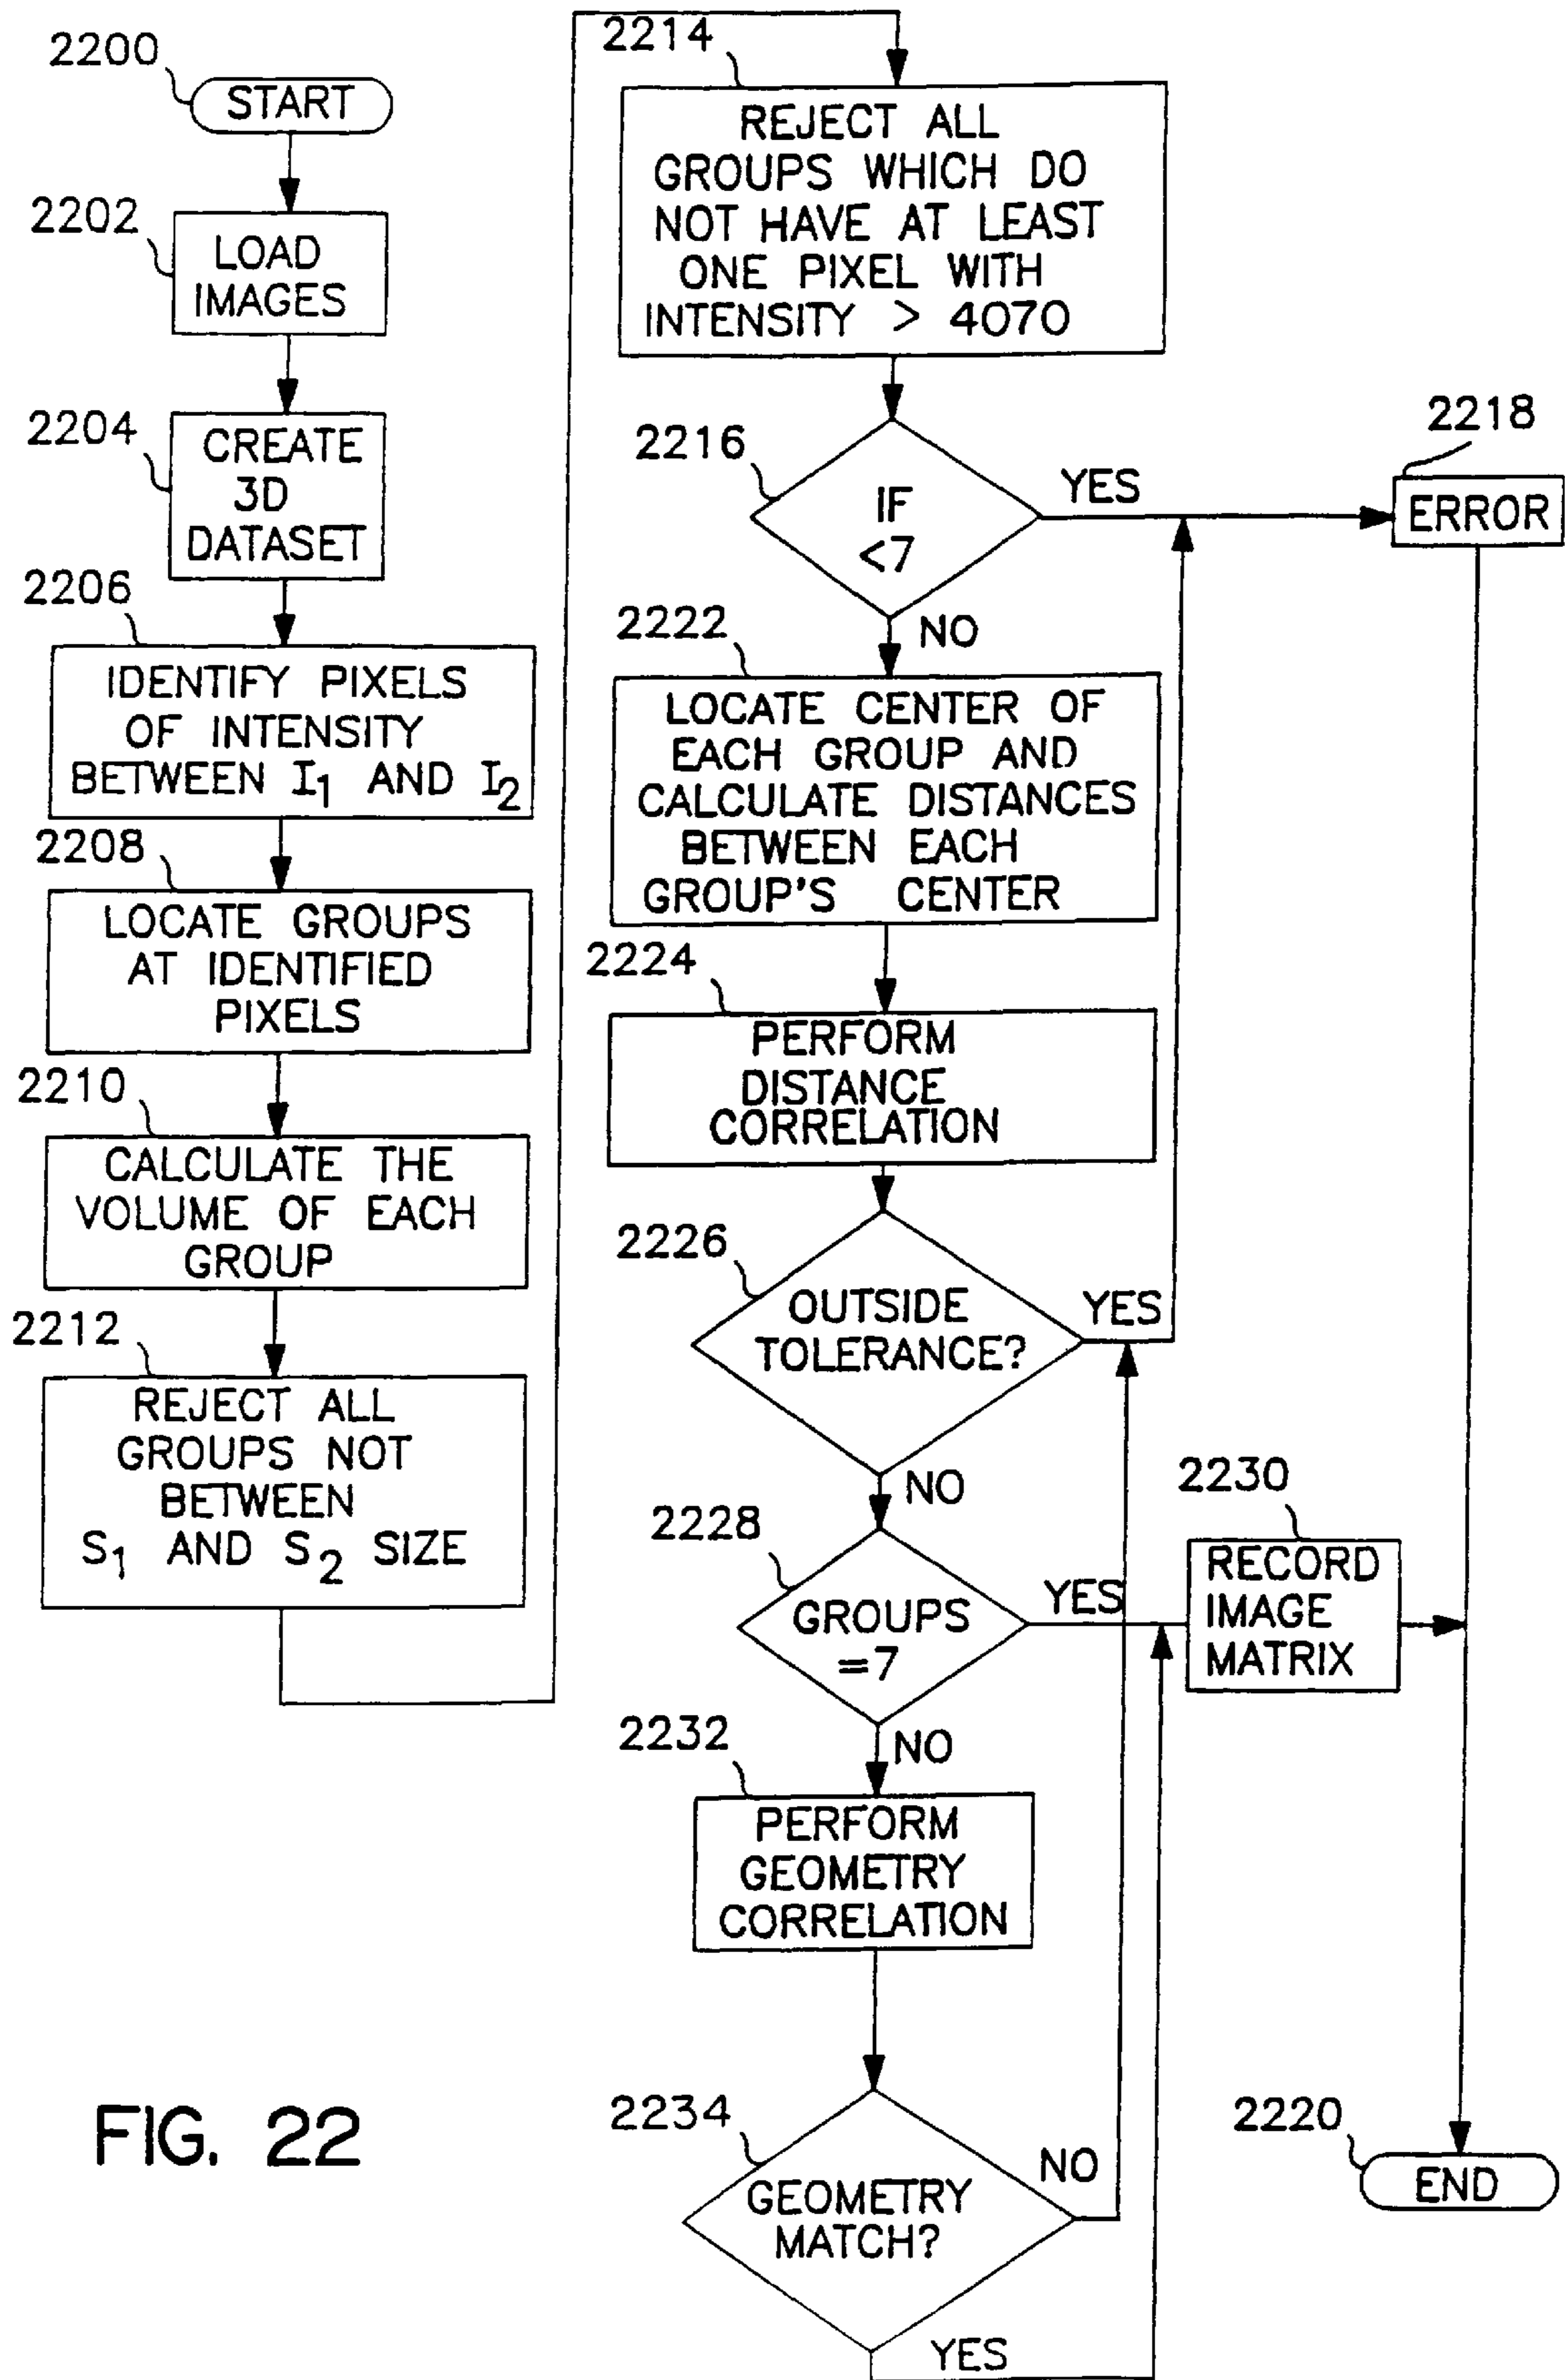 2200
START
2202
LOAD
IMAGES
2204
CREATE
3D
DATASET
2206
IDENTIFY PIXELS
OF INTENSITY
BETWEEN I1 AND I2
2208
LOCATE GROUPS
AT IDENTIFIED
PIXELS
2210
CALCULATE THE
VOLUME OF EACH
GROUP
2212
REJECT ALL
GROUPS NOT
BETWEEN
S1 AND S2 SIZE
2214
REJECT ALL
GROUPS WHICH DO
NOT HAVE AT LEAST
ONE PIXEL WITH
INTENSITY > 4070
2216
IF
<7
YES
NO
2218
ERROR
2222
LOCATE CENTER OF
EACH GROUP AND
CALCULATE DISTANCES
BETWEEN EACH
GROUP'S CENTER
2224
PERFORM
DISTANCE
CORRELATION
2226
OUTSIDE
TOLERANCE?
YES
NO
2228
GROUPS
=7
YES
NO
2230
RECORD
IMAGE
MATRIX
2232
PERFORM
GEOMETRY
CORRELATION
2234
GEOMETRY
MATCH?
NO
YES
2220
END
FIG. 22